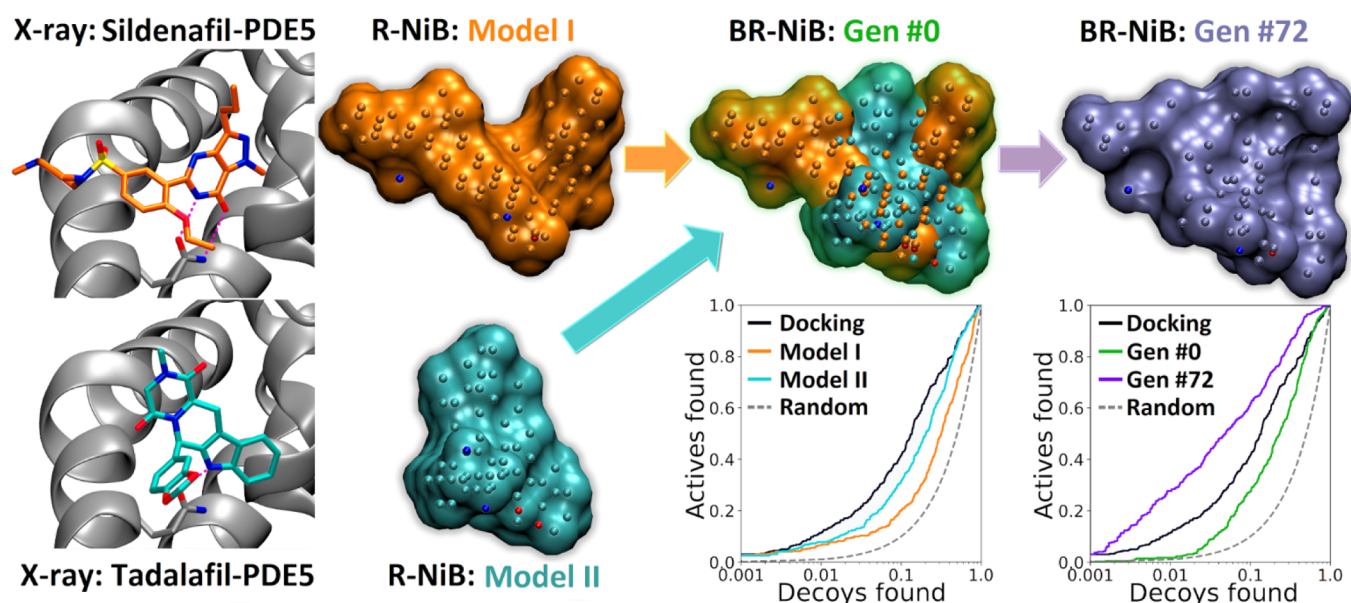 X-ray: Sildenafil-PDE5
R-NiB: Model I
BR-NiB: Gen #0
BR-NiB: Gen #72
X-ray: Tadalafil-PDE5
R-NiB: Model II
Actives found
1.0
0.8
0.6
0.4
0.2
0.0
Docking
Model I
Model II
Random
0.001
0.01
0.1
1.0
Decoys found
Actives found
1.0
0.8
0.6
0.4
0.2
0.0
Docking
Gen #0
Gen #72
Random
0.001
0.01
0.1
1.0
Decoys found